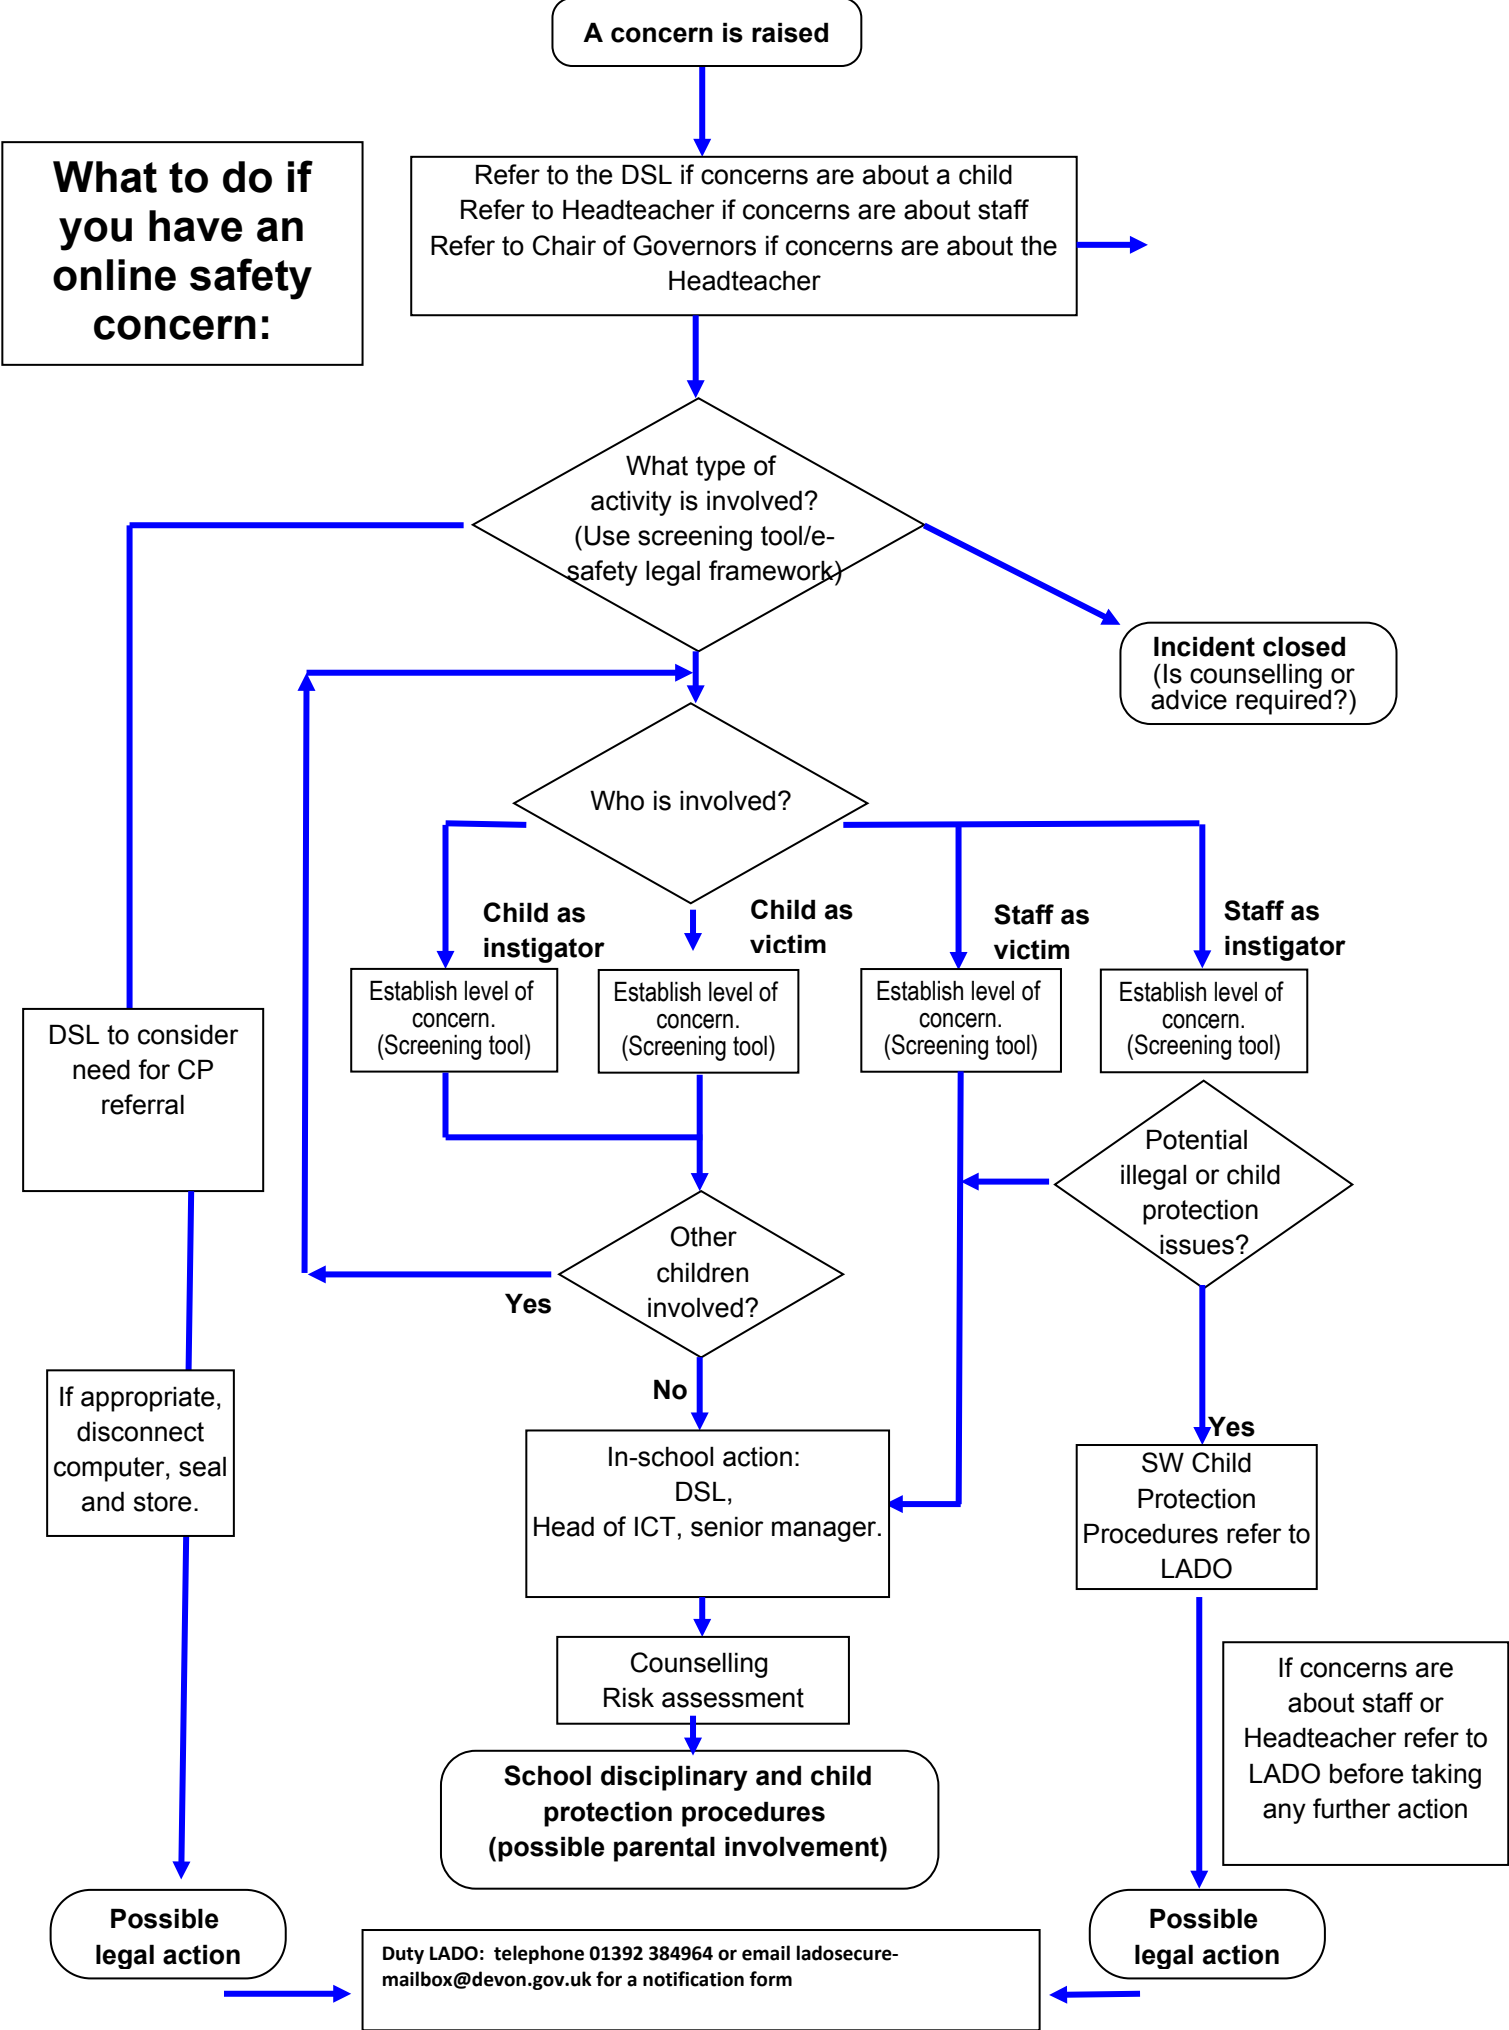 A concern is raised
What to do if
you have an
online safety
concern:
Refer to the DSL if concerns are about a child
Refer to Headteacher if concerns are about staff
Refer to Chair of Governors if concerns are about the
Headteacher
What type of
activity is involved?
(Use screening tool/e-
safety legal framework)
Incident closed
(Is counselling or
advice required?)
Who is involved?
Child as
instigator
Child as
victim
Staff as
victim
Staff as
instigator
Establish level of
concern.
(Screening tool)
Establish level of
concern.
(Screening tool)
Establish level of
concern.
(Screening tool)
Establish level of
concern.
(Screening tool)
DSL to consider
need for CP
referral
Potential
illegal or child
protection
issues?
Other
children
involved?
Yes
No
If appropriate,
disconnect
computer, seal
and store.
In-school action:
DSL,
Head of ICT, senior manager.
Yes
SW Child
Protection
Procedures refer to
LADO
Counselling
Risk assessment
If concerns are
about staff or
Headteacher refer to
LADO before taking
any further action
School disciplinary and child
protection procedures
(possible parental involvement)
Possible
legal action
Possible
legal action
Duty LADO:  telephone 01392 384964 or email ladosecure-
mailbox@devon.gov.uk for a notification form